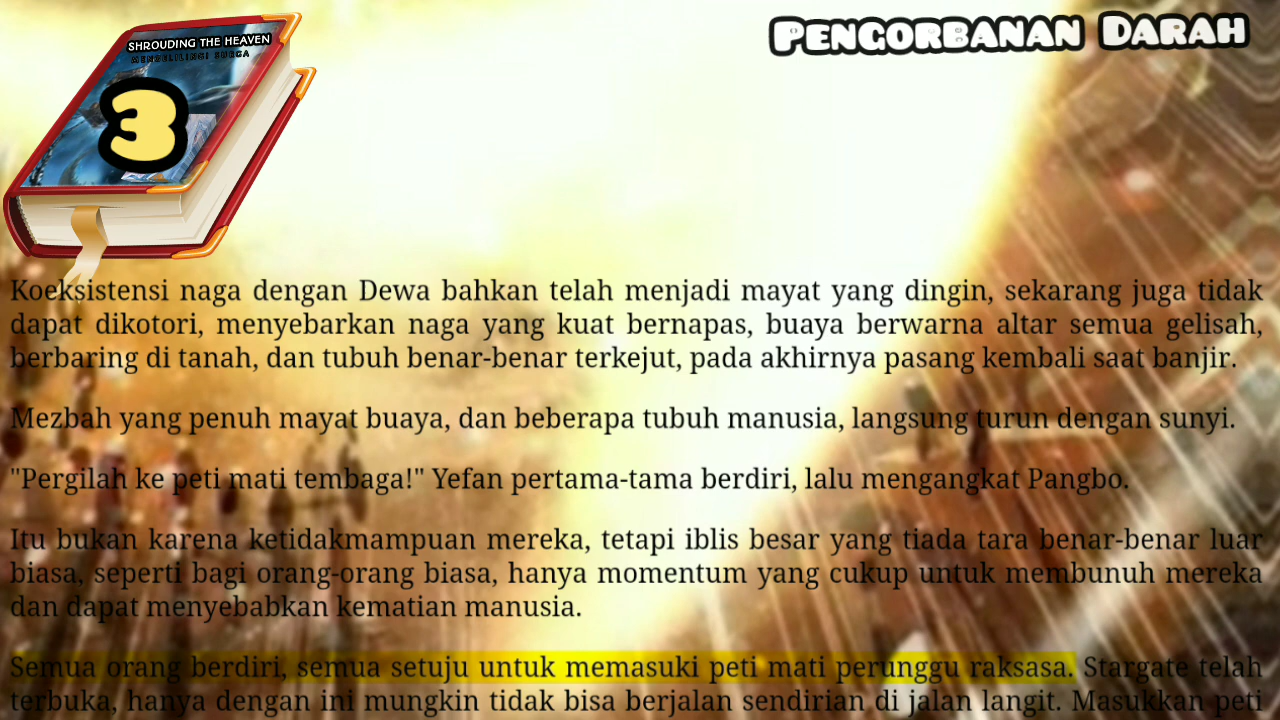 SHROUDING THE HEAVEN
MENGELILINGI SURGA
3
Pengorbanan Darah
Koeksistensi naga dengan Dewa bahkan telah menjadi mayat yang dingin, sekarang juga tidak
dapat dikotori, menyebarkan naga yang kuat bernapas, buaya berwarna altar semua gelisah,
berbaring di tanah, dan tubuh benar-benar terkejut, pada akhirnya pasang kembali saat banjir.
Mezbah yang penuh mayat buaya, dan beberapa tubuh manusia, langsung turun dengan sunyi.
"Pergilah ke peti mati tembaga!" Yefan pertama-tama berdiri, lalu mengangkat Pangbo.
Itu bukan karena ketidakmampuan mereka, tetapi iblis besar yang tiada tara benar-benar luar
biasa, seperti bagi orang-orang biasa, hanya momentum yang cukup untuk membunuh mereka
dan dapat menyebabkan kematian manusia.
Semua orang berdiri, semua setuju untuk memasuki peti mati perunggu raksasa. Stargate telah
terbuka, hanya dengan ini mungkin tidak bisa berjalan sendirian di jalan langit. Masukkan peti